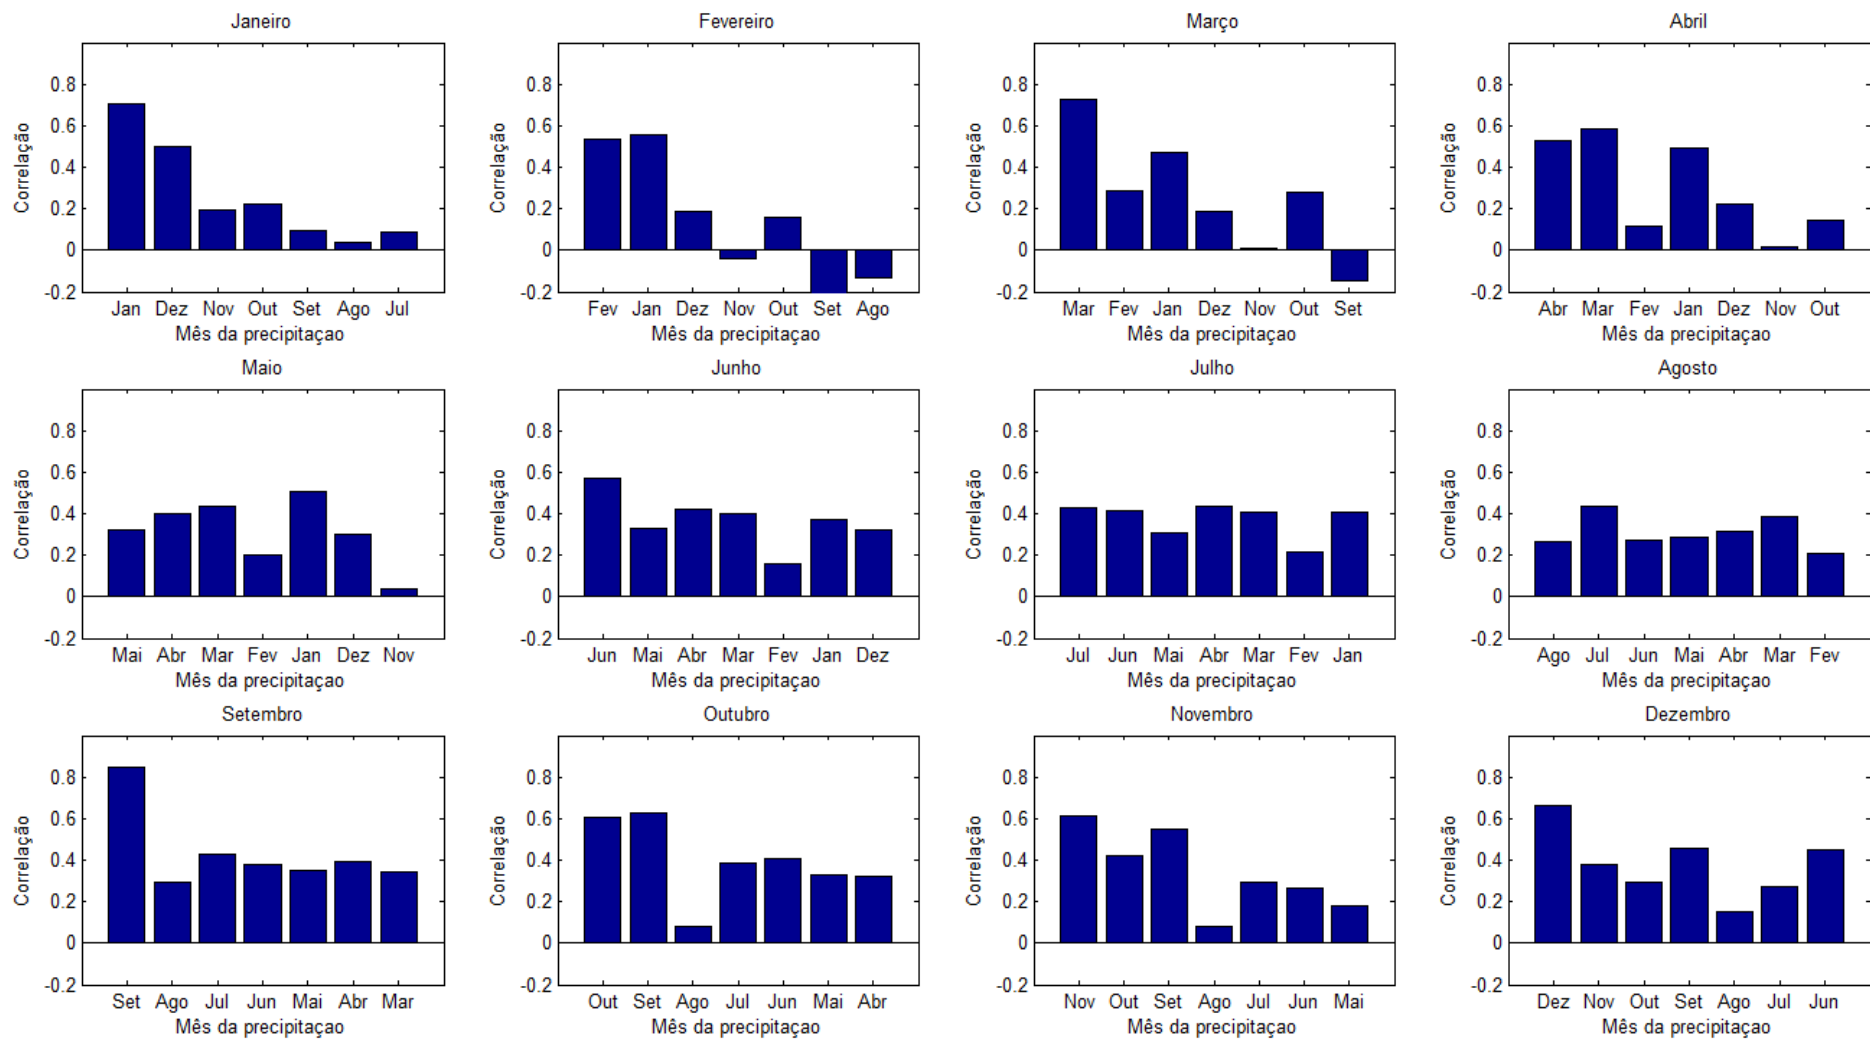 Janeiro
Correlação
0.8
0.6
0.4
0.2
0
-0.2
Jan Dez Nov Out Set Ago Jul
Mês da precipitaçao
Fevereiro
Correlação
0.8
0.6
0.4
0.2
0
-0.2
Fev Jan Dez Nov Out Set Ago
Mês da precipitaçao
Março
Correlação
0.8
0.6
0.4
0.2
0
-0.2
Mar Fev Jan Dez Nov Out Set
Mês da precipitaçao
Abril
Correlação
0.8
0.6
0.4
0.2
0
-0.2
Abr Mar Fev Jan Dez Nov Out
Mês da precipitaçao
Maio
Correlação
0.8
0.6
0.4
0.2
0
-0.2
Mai Abr Mar Fev Jan Dez Nov
Mês da precipitaçao
Junho
Correlação
0.8
0.6
0.4
0.2
0
-0.2
Jun Mai Abr Mar Fev Jan Dez
Mês da precipitaçao
Julho
Correlação
0.8
0.6
0.4
0.2
0
-0.2
Jul Jun Mai Abr Mar Fev Jan
Mês da precipitaçao
Agosto
Correlação
0.8
0.6
0.4
0.2
0
-0.2
Ago Jul Jun Mai Abr Mar Fev
Mês da precipitaçao
Setembro
Correlação
0.8
0.6
0.4
0.2
0
-0.2
Set Ago Jul Jun Mai Abr Mar
Mês da precipitaçao
Outubro
Correlação
0.8
0.6
0.4
0.2
0
-0.2
Out Set Ago Jul Jun Mai Abr
Mês da precipitaçao
Novembro
Correlação
0.8
0.6
0.4
0.2
0
-0.2
Nov Out Set Ago Jul Jun Mai
Mês da precipitaçao
Dezembro
Correlação
0.8
0.6
0.4
0.2
0
-0.2
Dez Nov Out Set Ago Jul Jun
Mês da precipitaçao